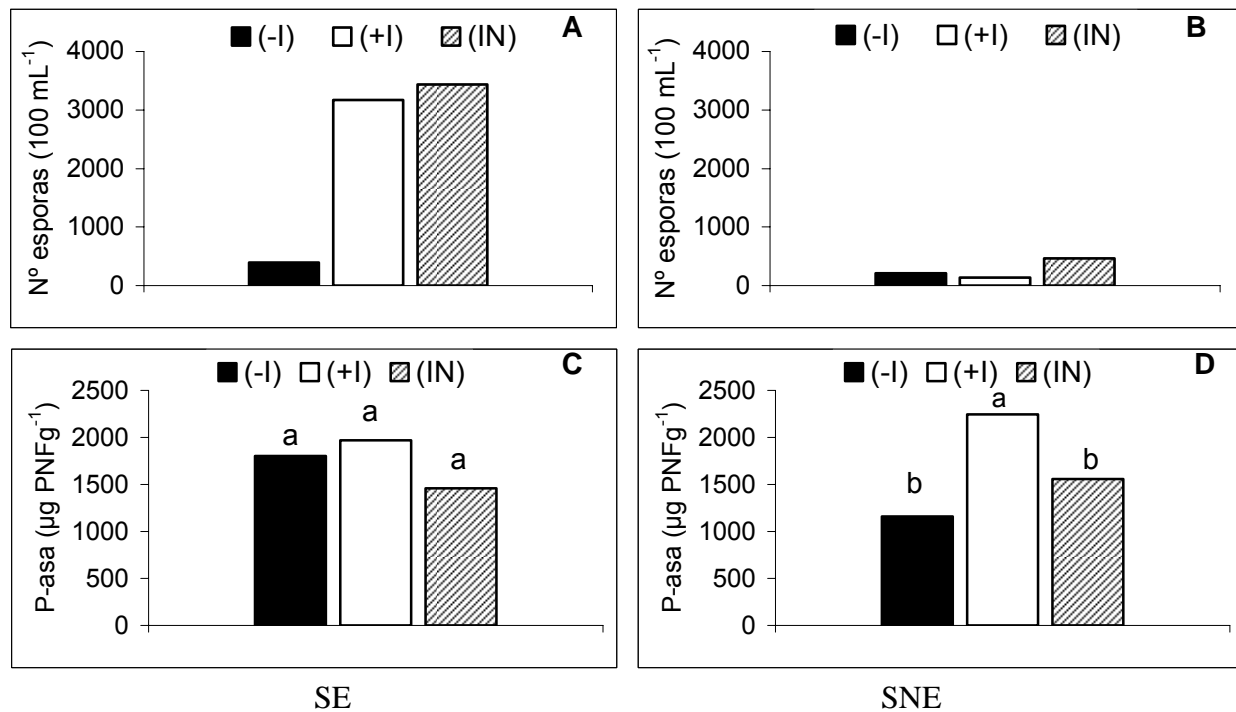 (-I) (+I) (IN) A
Nº esporas (100 mL⁻¹)
4000
3000
2000
1000
0
(-I) (+I) (IN) B
Nº esporas (100 mL⁻¹)
4000
3000
2000
1000
0
(-I) (+I) (IN) C
P-asa (µg PNFg⁻¹)
2500
2000
1500
1000
500
0
a a a
SE
(-I) (+I) (IN) D
P-asa (µg PNFg⁻¹)
2500
2000
1500
1000
500
0
b a b
SNE